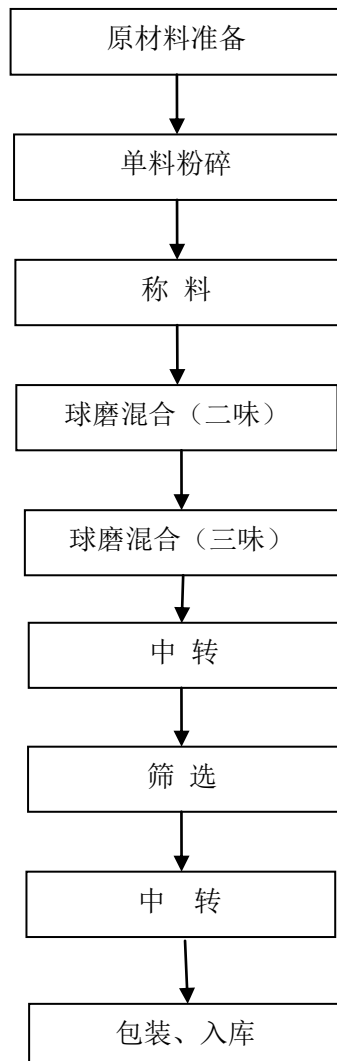 原材料准备
单料粉碎
称 料
球磨混合（二味）
球磨混合（三味）
中 转
筛 选
中 转
包装、入库